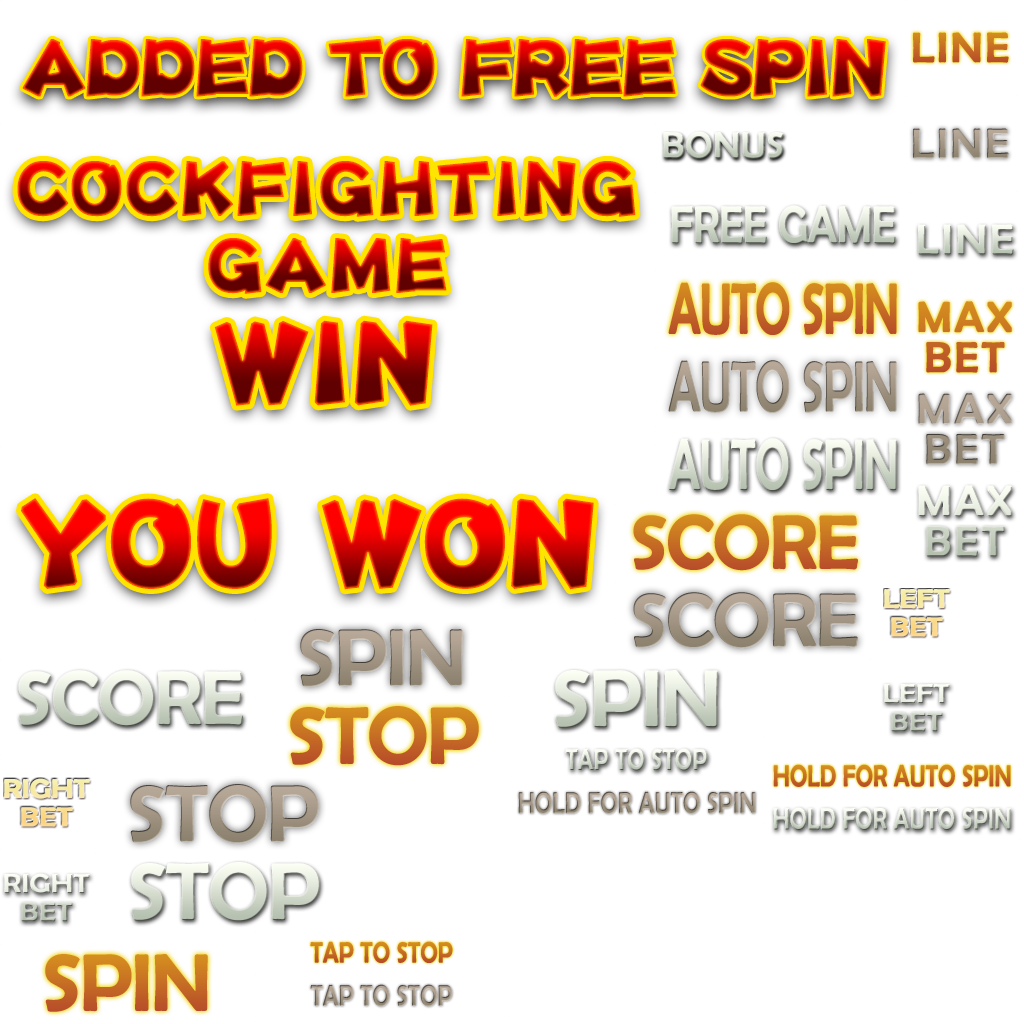 ADDED TO FREE SPIN
LINE
BONUS
LINE
COCKFIGHTING
GAME
WIN
FREE GAME
LINE
AUTO SPIN
MAX
BET
AUTO SPIN
MAX
BET
AUTO SPIN
MAX
BET
YOU WON
SCORE
SCORE
LEFT
BET
SPIN
SCORE
SPIN
LEFT
BET
STOP
TAP TO STOP
HOLD FOR AUTO SPIN
RIGHT
BET
STOP
HOLD FOR AUTO SPIN
HOLD FOR AUTO SPIN
RIGHT
BET
STOP
SPIN
TAP TO STOP
TAP TO STOP